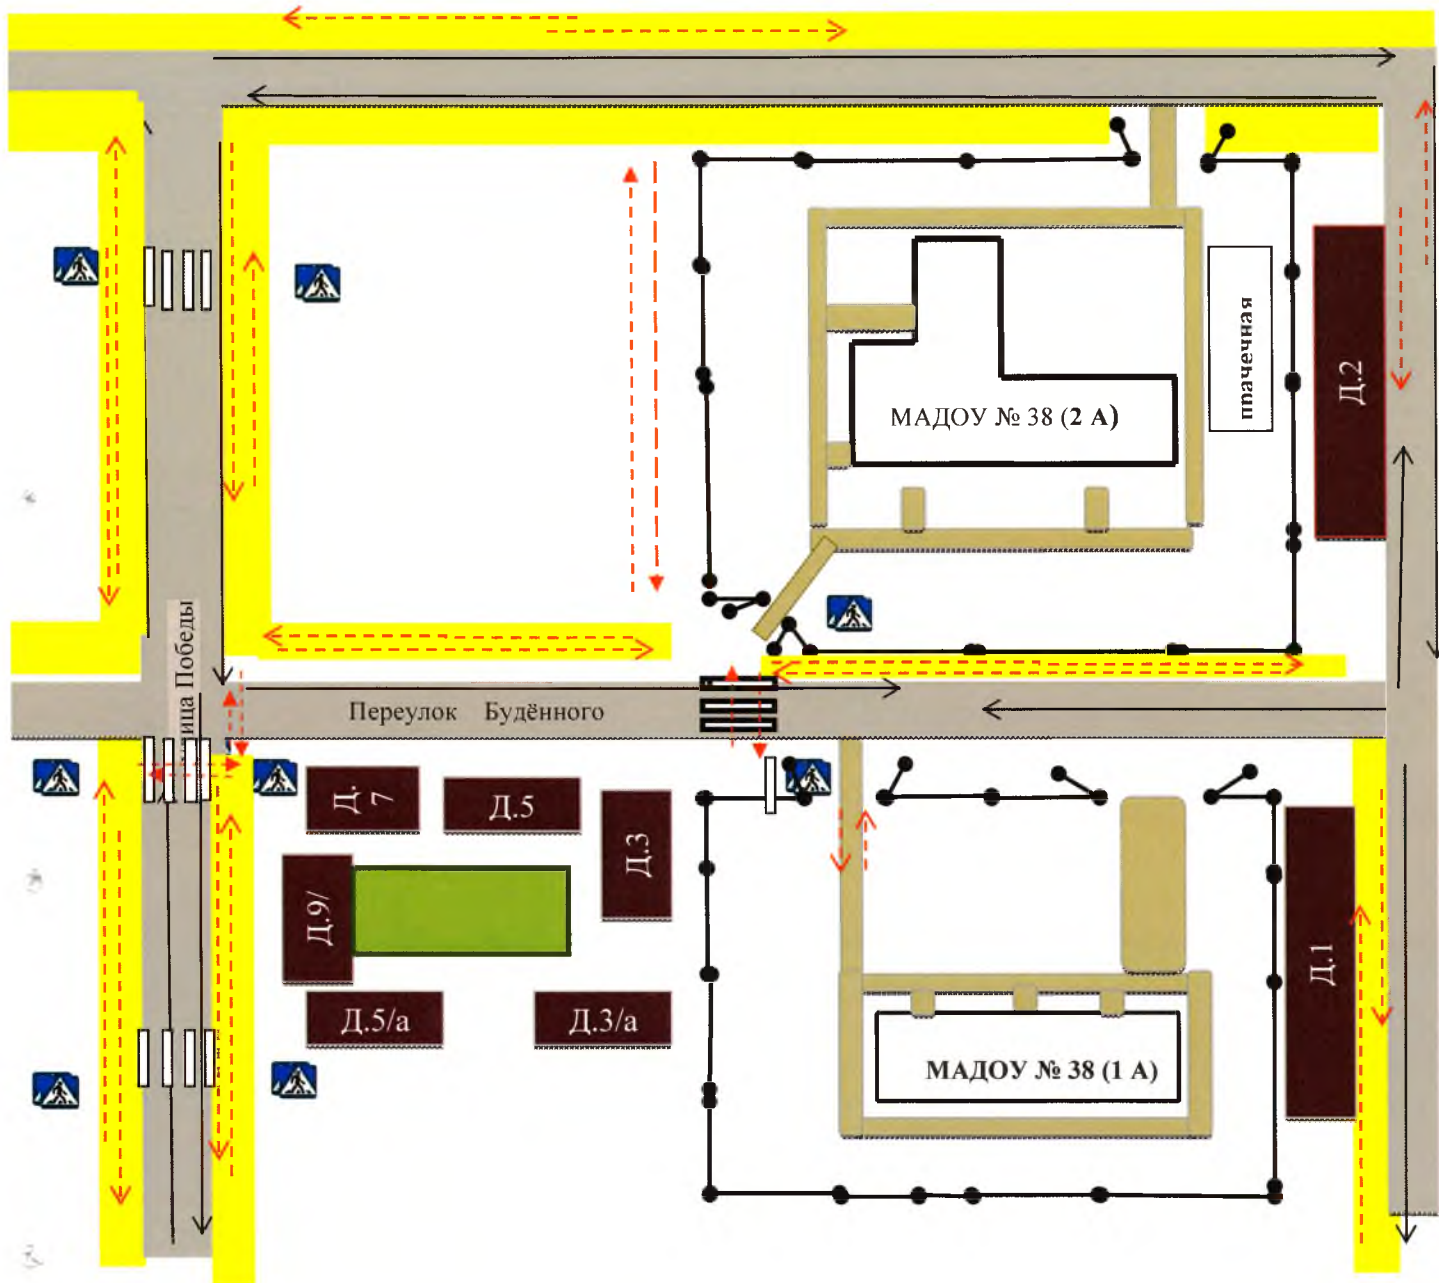 прачечная
Д.2
МАДОУ № 38 (2 А)
ица Победы
Переулок Будённого
Д.
7
Д.5
Д.3
Д.9/
Д.5/а
Д.3/а
Д.1
МАДОУ № 38 (1 А)